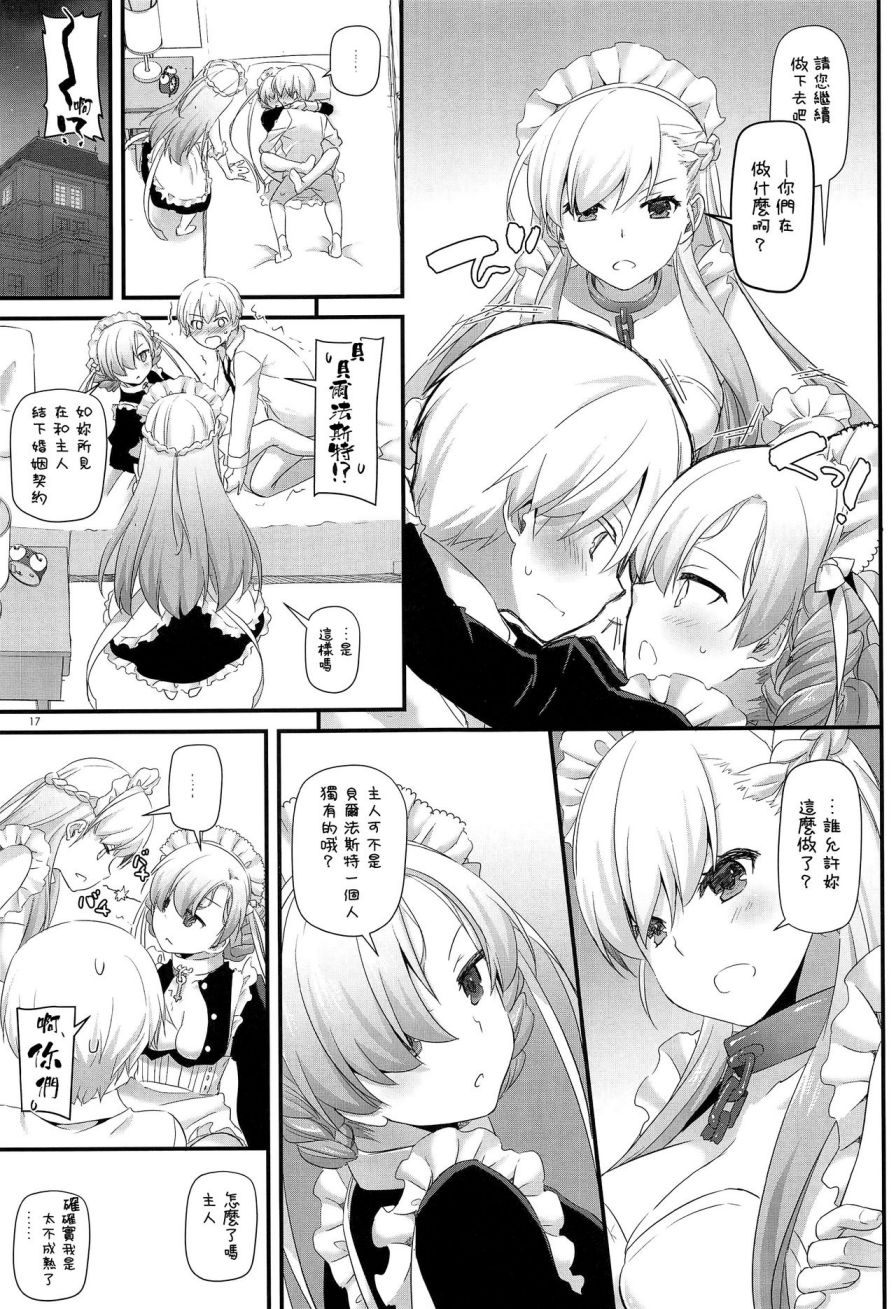 請您繼續
做下去吧
—你們在
做什麼啊？
……
～～啊!?
貝
貝爾法斯特!?
如妳所見
在和主人
結下婚姻契約
…是
這樣嗎
17
…誰允許妳
這麼做了？
主人可不是
貝爾法斯特一個人
獨有的哦？
……
啊、
你們
怎麼了嗎
主人
確確實我是
太不成熟了
……